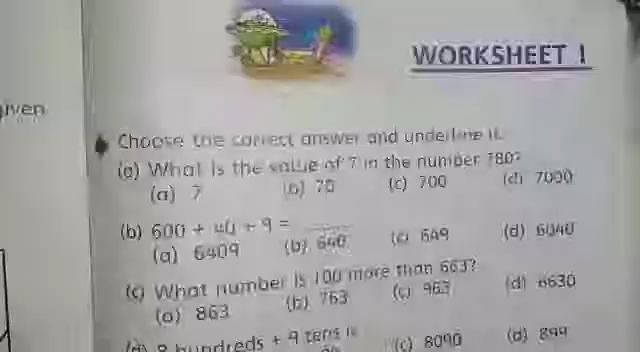 given
WORKSHEET 1
Choose the correct answer and underline it.
(a) What is the value of 7 in the number 780?
(a) 7 (b) 70 (c) 700 (d) 7000
(b) 600 + 40 + 9 =
(a) 6409 (b) 640 (c) 649 (d) 6040
(c) What number is 100 more than 663?
(a) 863 (b) 763 (c) 963 (d) 6630
(d) 8 hundreds + 9 tens is
(c) 8090 (d) 899